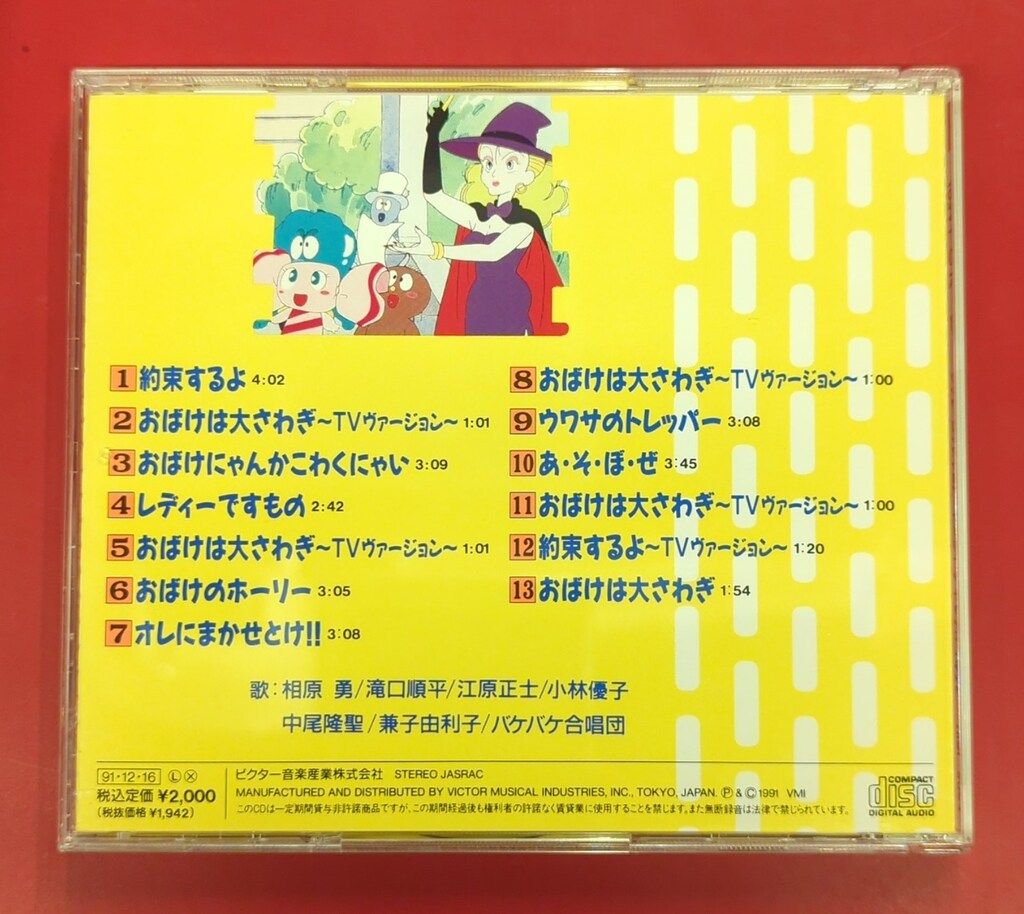 1 約束するよ 4:02
2 おばけは大さわぎ〜TVヴァージョン〜 1:01
3 おばけにゃんかこわくにゃい 3:09
4 レディーですもの 2:42
5 おばけは大さわぎ〜TVヴァージョン〜 1:01
6 おばけのホーリー 3:05
7 オレにまかせとけ!! 3:08
8 おばけは大さわぎ〜TVヴァージョン〜 1:00
9 ウワサのトレッパー 3:08
10 あ・そ・ぼ・ぜ 3:45
11 おばけは大さわぎ〜TVヴァージョン〜 1:00
12 約束するよ〜TVヴァージョン〜 1:20
13 おばけは大さわぎ 1:54
歌:相原 勇/滝口順平/江原正士/小林優子
中尾隆聖/兼子由利子/バケバケ合唱団
91・12・16 Ⓛ Ⓧ
税込定価 ¥2,000
(税抜価格 ¥1,942)
ビクター音楽産業株式会社 STEREO JASRAC
MANUFACTURED AND DISTRIBUTED BY VICTOR MUSICAL INDUSTRIES, INC., TOKYO, JAPAN. Ⓟ & © 1991 VMI
このCDは一定期間貸与非許諾商品ですが、この期間経過後も権利者の許諾なく賃貸業に使用することを禁じます。また無断録音は法律で禁じられています。
COMPACT
disc
DIGITAL AUDIO